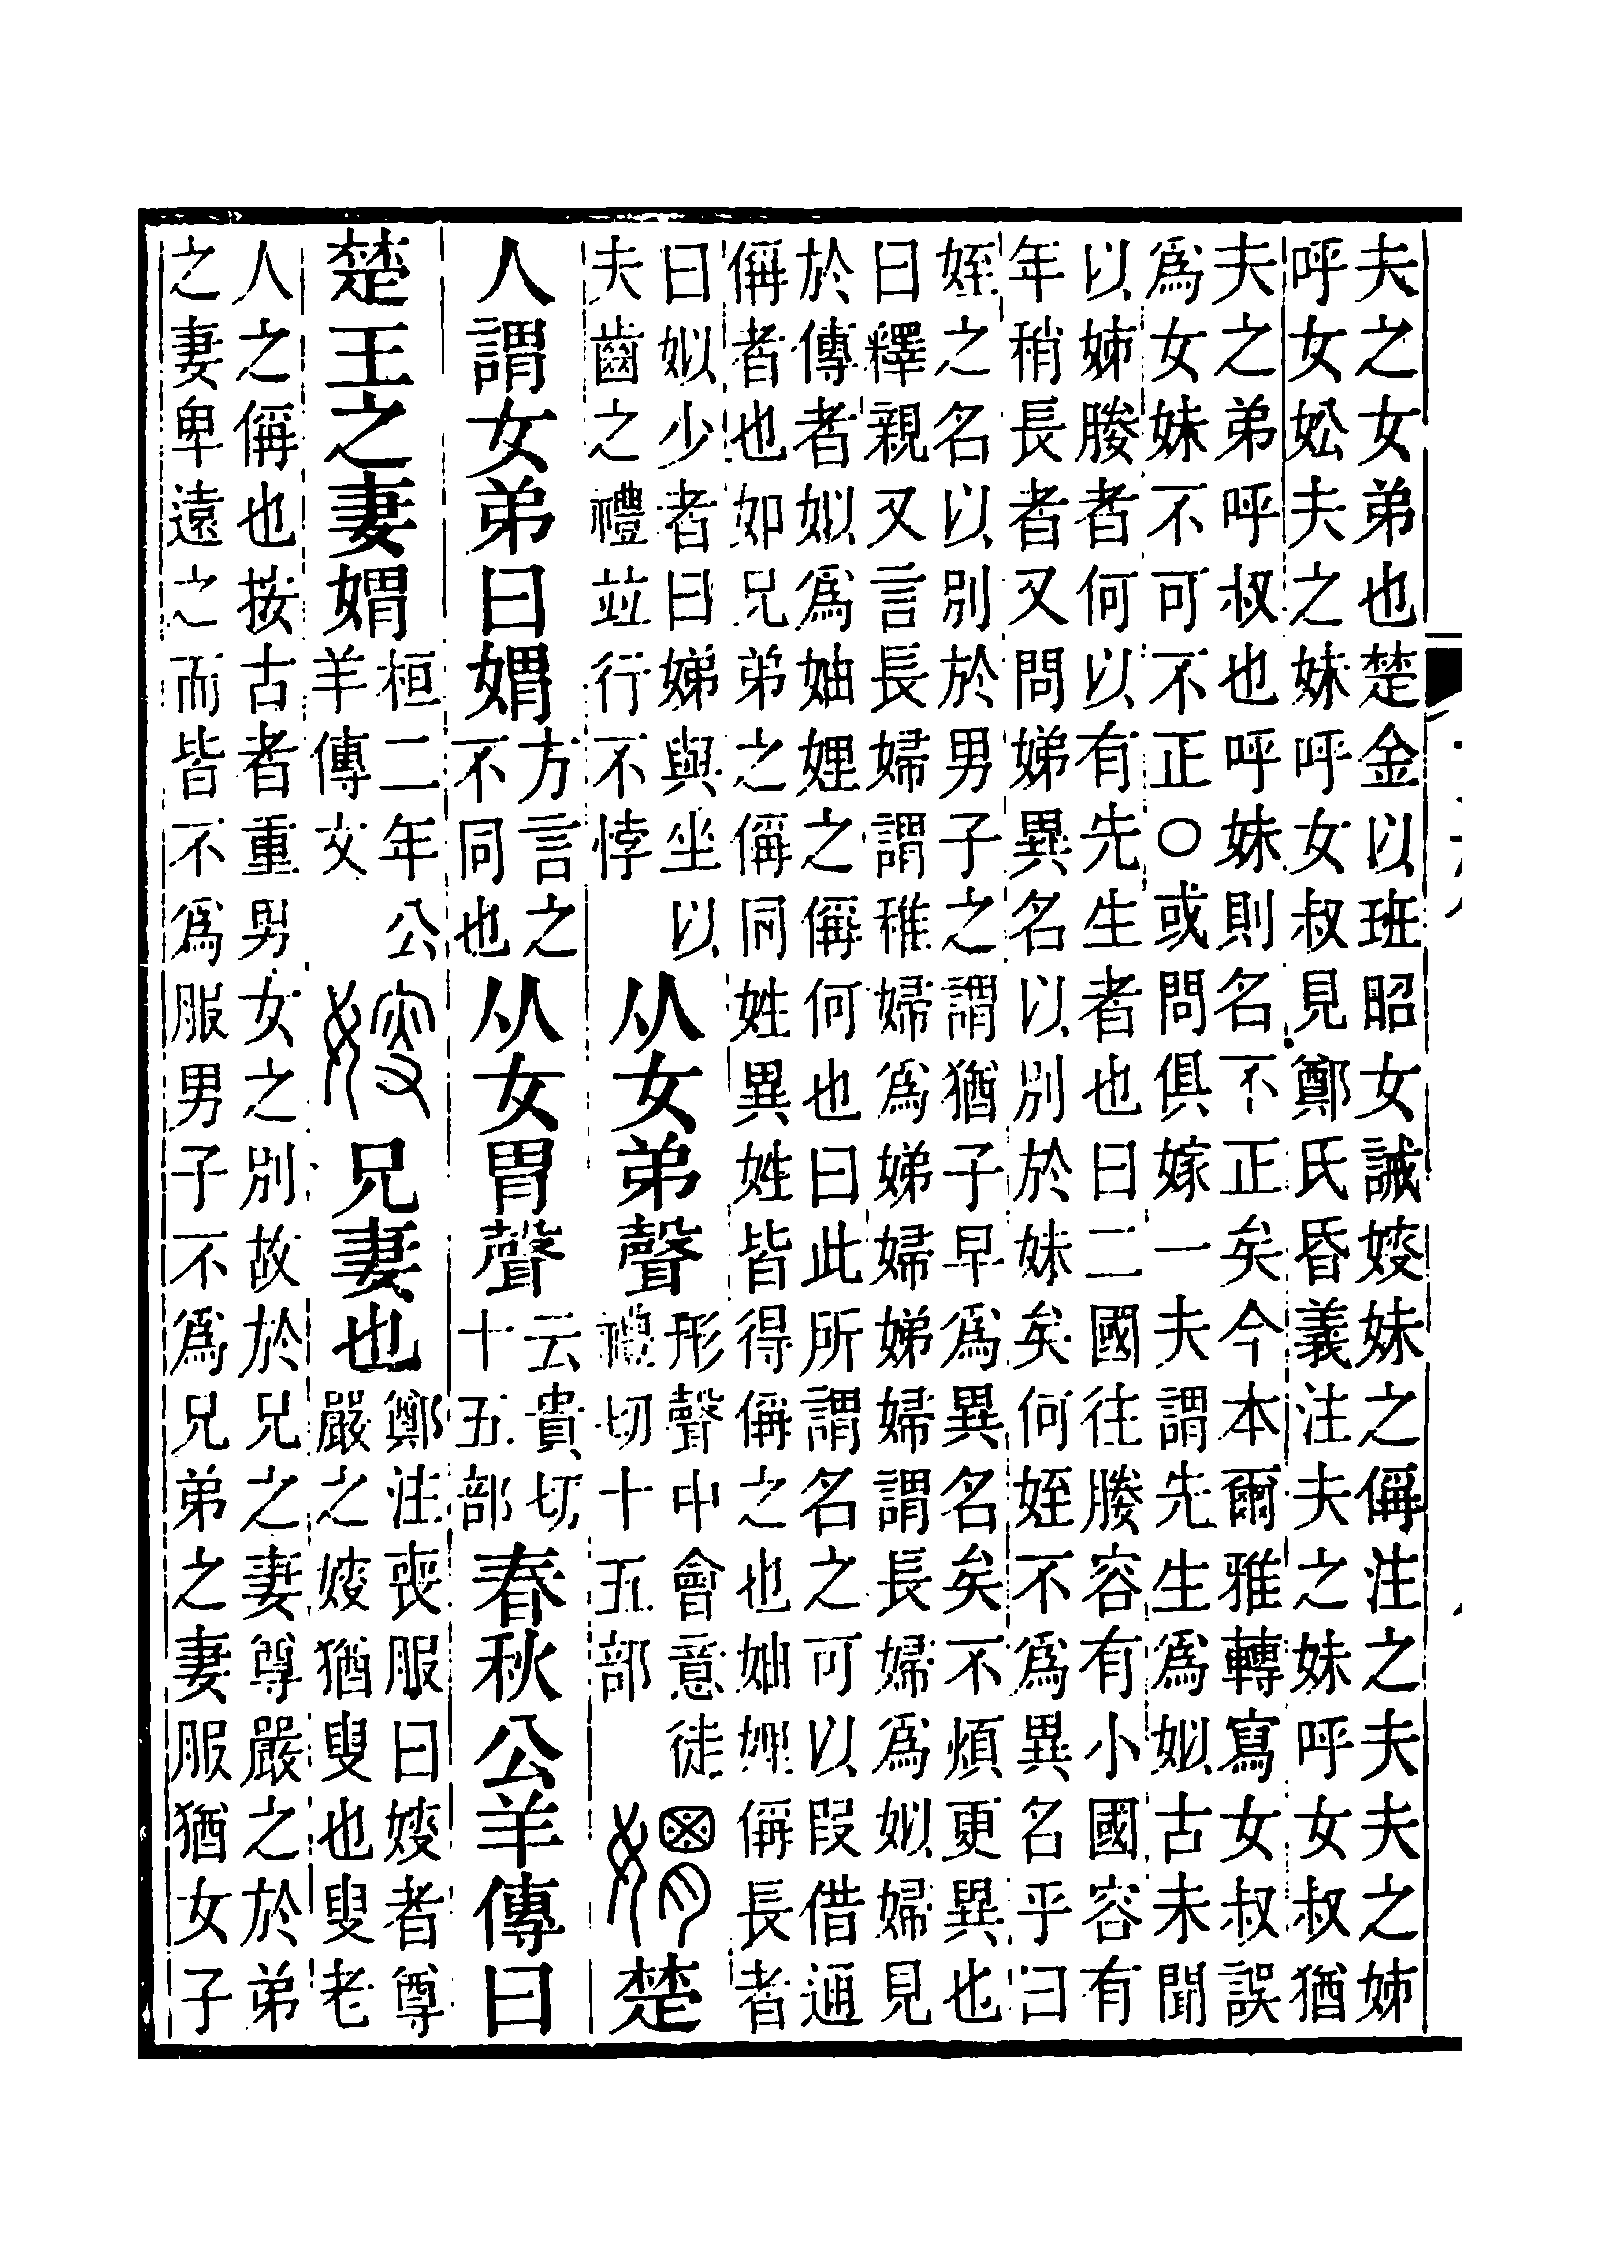 夫之女弟也楚金以班昭女誡㛮妹之偁注之夫夫之姊
呼女妐夫之妹呼女叔見鄭氏昏義注夫之妹呼女叔猶
夫之弟呼叔也呼妹則名不正矣今本爾雅轉寫女叔誤
爲女妹不可不正○或問俱嫁一夫謂先生爲姒古未聞
以姊媵者何以有先生者也曰二國往媵容有小國容有
年稍長者又問娣異名以別於妹矣何姪不爲異名乎曰
姪之名以別於男子之謂猶子早爲異名矣不煩更異也
曰釋親又言長婦謂稚婦爲娣婦娣婦謂長婦爲姒婦見
於傳者姒爲妯娌之偁何也曰此所謂名之可以叚借通
偁者也如兄弟之偁同姓異姓皆得偁之也妯娌偁長者
曰姒少者曰娣與坐以夫齒之禮竝行不悖从女弟聲形聲中會意徒禮切十五部媦楚
人謂女弟曰媦方言之不同也从女胃聲云貴切十五部春秋公羊傳曰
楚王之妻媦桓二年公羊傳文㛮兄妻也鄭注喪服曰㛮者尊嚴之㛮猶叟也叟老
人之偁也按古者重男女之別故於兄之妻尊嚴之於弟
之妻卑遠之而皆不爲服男子不爲兄弟之妻服猶女子